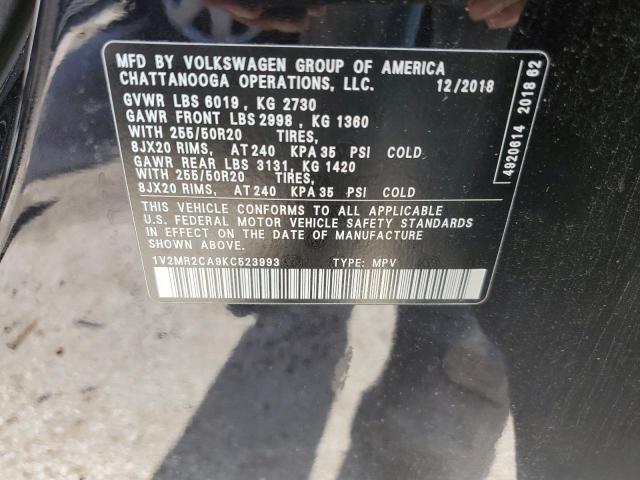 MFD BY VOLKSWAGEN GROUP OF AMERICA
CHATTANOOGA OPERATIONS, LLC. 12/2018
GVWR LBS 6019, KG 2730
GAWR FRONT LBS 2998, KG 1360
WITH 255/50R20 TIRES,
8JX20 RIMS, AT 240 KPA 35 PSI COLD
GAWR REAR LBS 3131, KG 1420
WITH 255/50R20 TIRES,
8JX20 RIMS, AT 240 KPA 35 PSI COLD
THIS VEHICLE CONFORMS TO ALL APPLICABLE
U.S. FEDERAL MOTOR VEHICLE SAFETY STANDARDS
IN EFFECT ON THE DATE OF MANUFACTURE
SHOWN ABOVE.
1V2MR2CA9KC523993 TYPE: MPV
4920614 2018 62